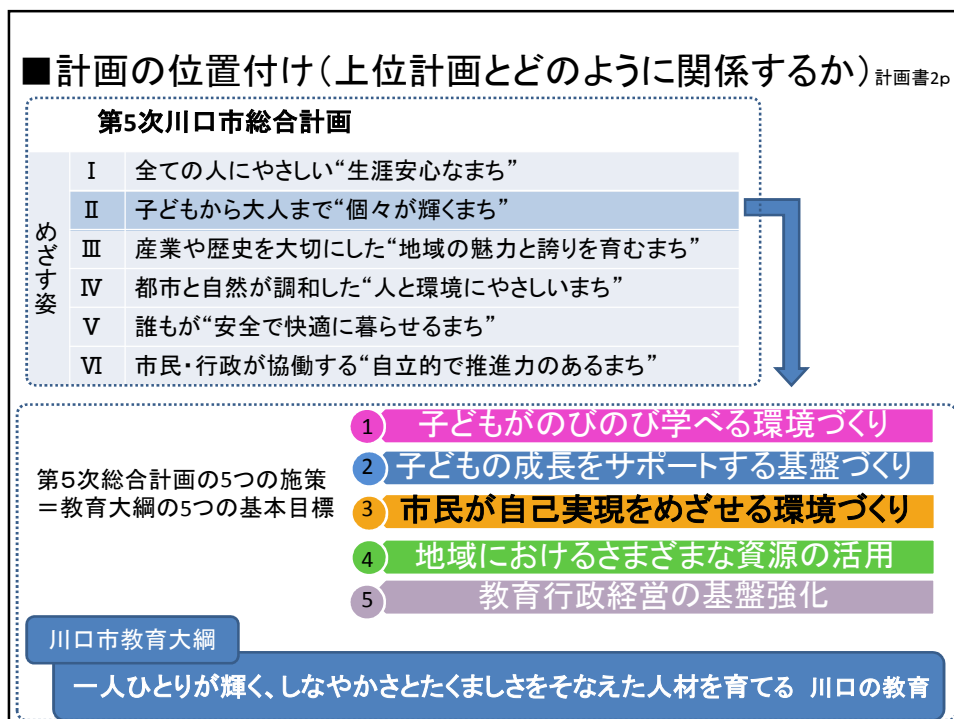 ■計画の位置付け(上位計画とどのように関係するか)計画書2p
第5次川口市総合計画
めざす姿
Ⅰ 全ての人にやさしい“生涯安心なまち”
Ⅱ 子どもから大人まで“個々が輝くまち”
Ⅲ 産業や歴史を大切にした“地域の魅力と誇りを育むまち”
Ⅳ 都市と自然が調和した“人と環境にやさしいまち”
Ⅴ 誰もが“安全で快適に暮らせるまち”
Ⅵ 市民・行政が協働する“自立的で推進力のあるまち”
第5次総合計画の5つの施策
=教育大綱の5つの基本目標
1 子どもがのびのび学べる環境づくり
2 子どもの成長をサポートする基盤づくり
3 市民が自己実現をめざせる環境づくり
4 地域におけるさまざまな資源の活用
5 教育行政経営の基盤強化
川口市教育大綱
一人ひとりが輝く、しなやかさとたくましさをそなえた人材を育てる 川口の教育